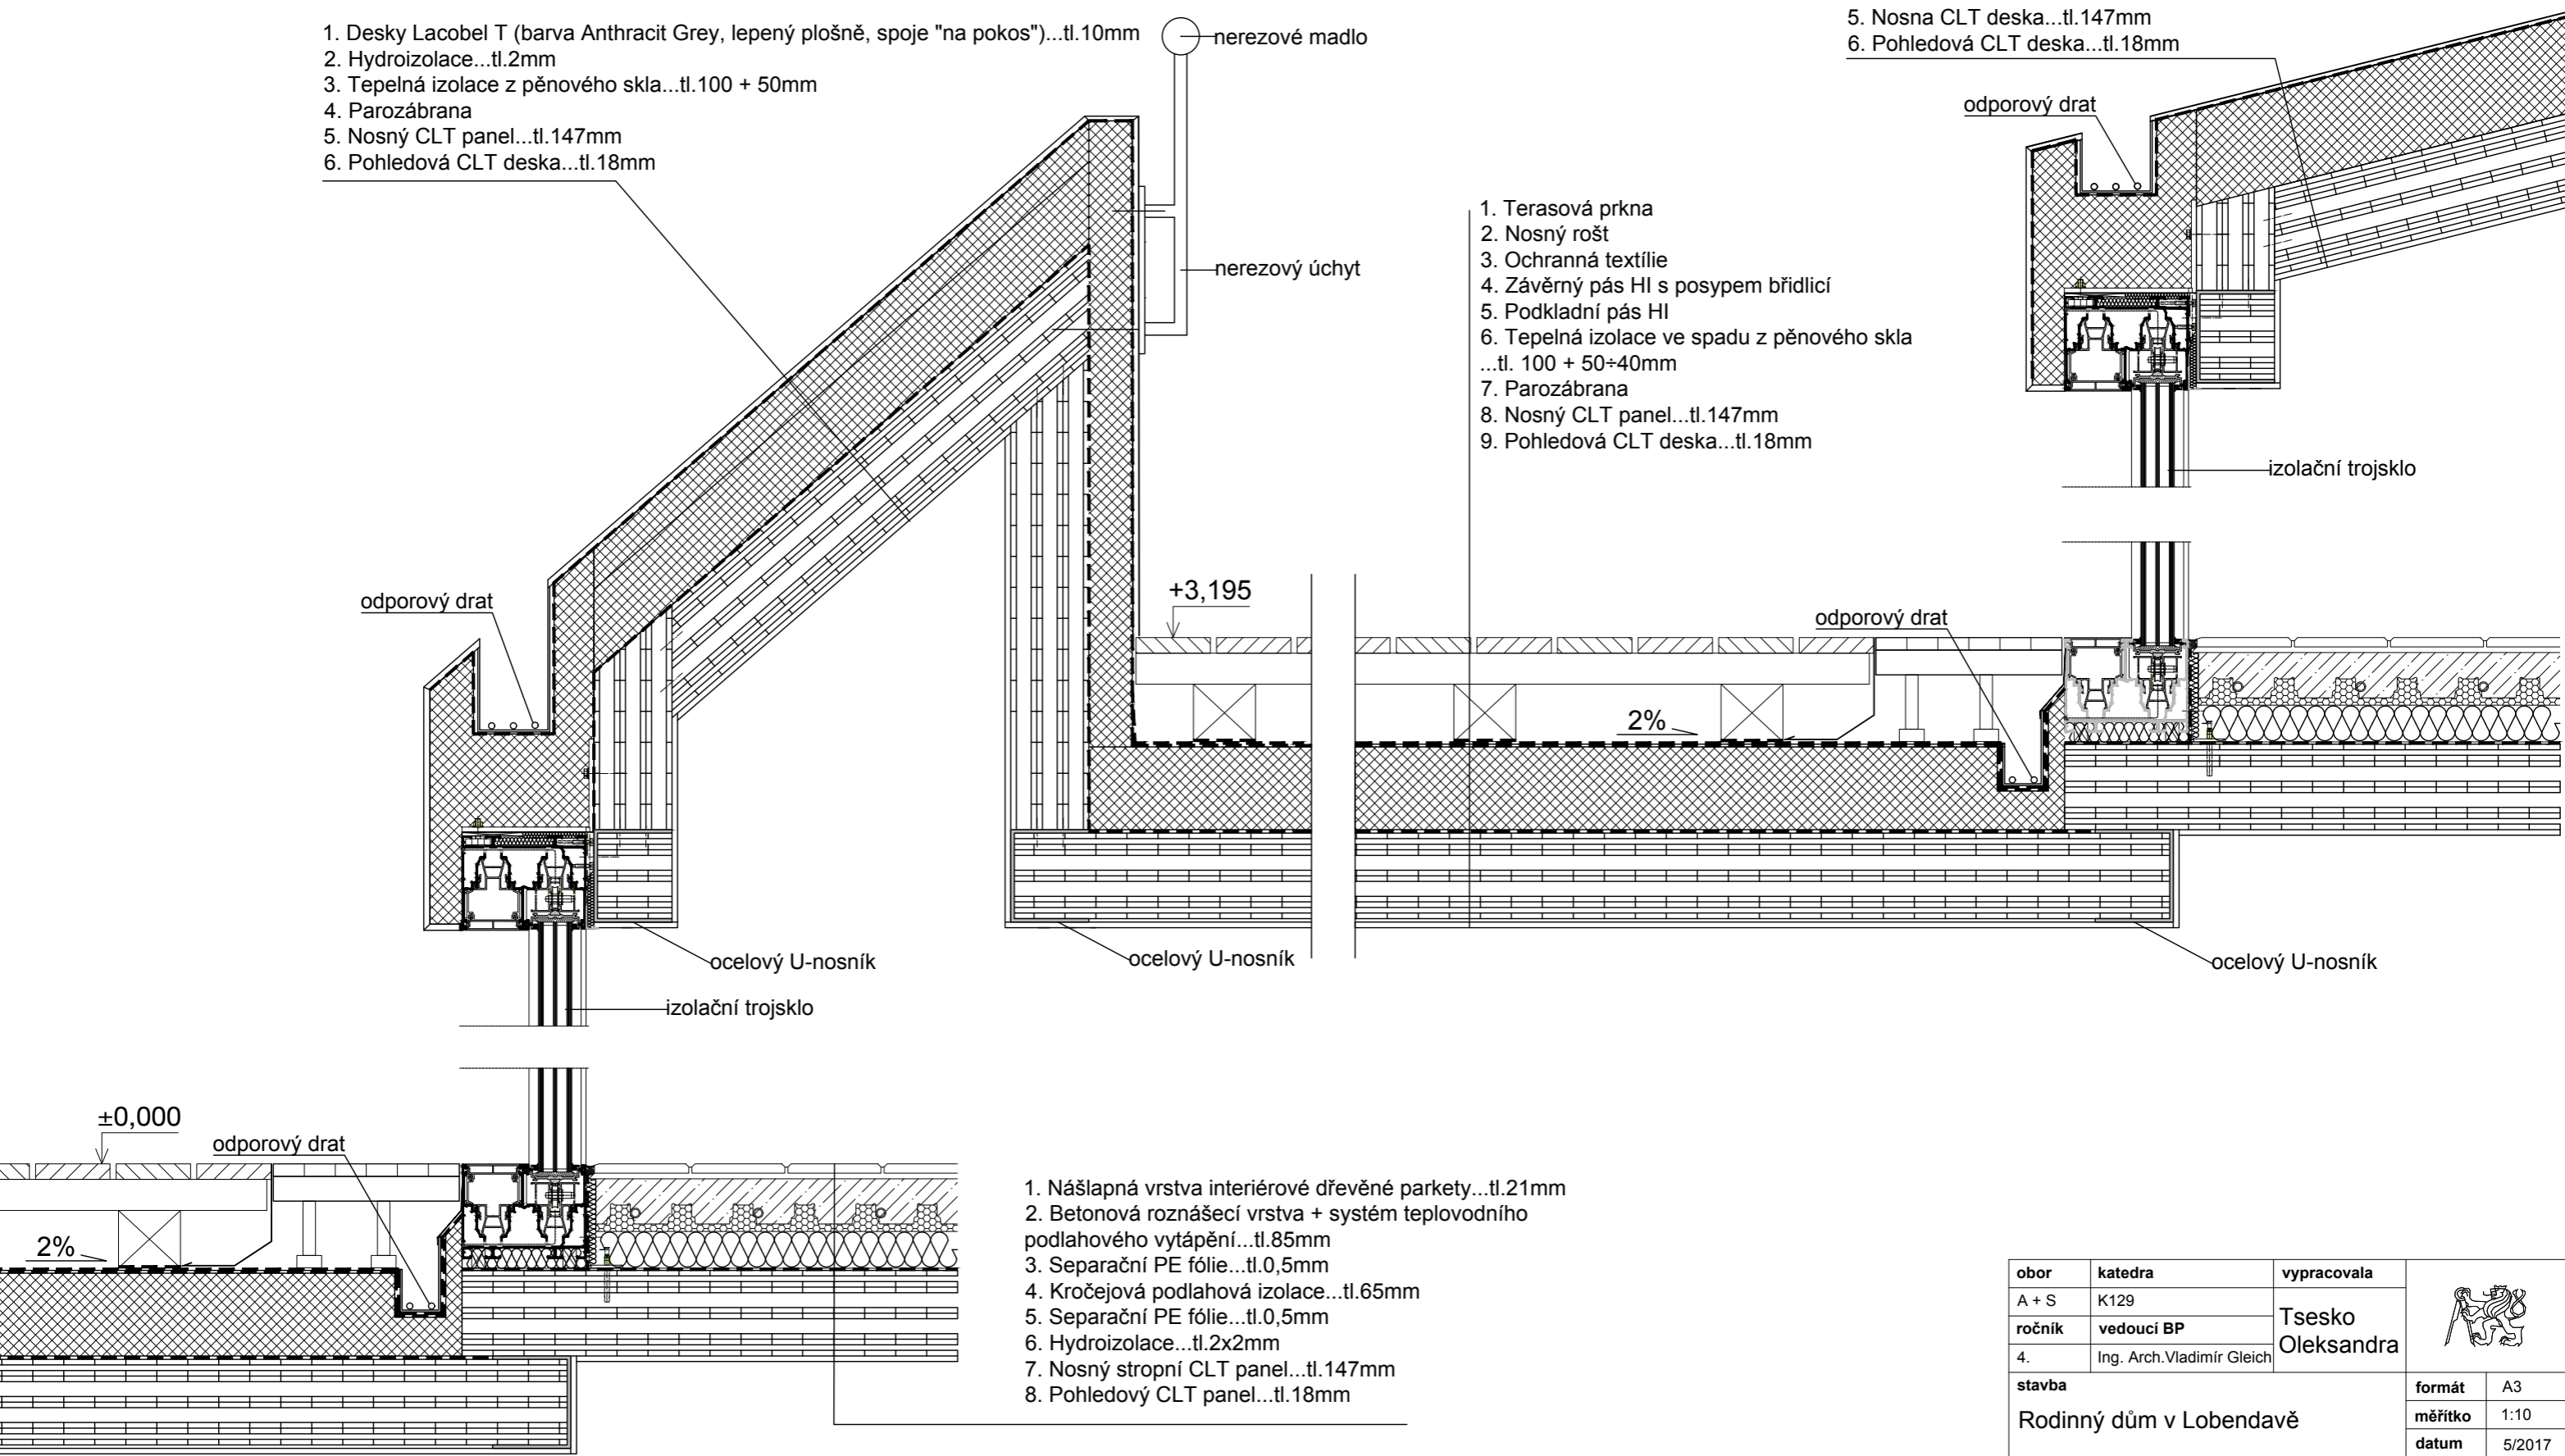 1. Desky Lacobel T (barva Anthracit Grey, lepený plošně, spoje "na pokos")...tl.10mm
2. Hydroizolace...tl.2mm
3. Tepelná izolace z pěnového skla...tl.100 + 50mm
4. Parozábrana
5. Nosný CLT panel...tl.147mm
6. Pohledová CLT deska...tl.18mm
nerezové madlo
5. Nosna CLT deska...tl.147mm
6. Pohledová CLT deska...tl.18mm
odporový drat
nerezový úchyt
1. Terasová prkna
2. Nosný rošt
3. Ochranná textílie
4. Závěrný pás HI s posypem břidlicí
5. Podkladní pás HI
6. Tepelná izolace ve spadu z pěnového skla
...tl. 100 + 50÷40mm
7. Parozábrana
8. Nosný CLT panel...tl.147mm
9. Pohledová CLT deska...tl.18mm
izolační trojsklo
odporový drat
+3,195
odporový drat
2%
ocelový U-nosník
ocelový U-nosník
ocelový U-nosník
izolační trojsklo
±0,000
odporový drat
2%
1. Nášlapná vrstva interiérové dřevěné parkety...tl.21mm
2. Betonová roznášecí vrstva + systém teplovodního
podlahového vytápění...tl.85mm
3. Separační PE fólie...tl.0,5mm
4. Kročejová podlahová izolace...tl.65mm
5. Separační PE fólie...tl.0,5mm
6. Hydroizolace...tl.2x2mm
7. Nosný stropní CLT panel...tl.147mm
8. Pohledový CLT panel...tl.18mm
obor katedra vypracovala
A + S K129
Tsesko
Oleksandra
ročník vedoucí BP
4. Ing. Arch.Vladimír Gleich
stavba
Rodinný dům v Lobendavě
formát A3
měřítko 1:10
datum 5/2017